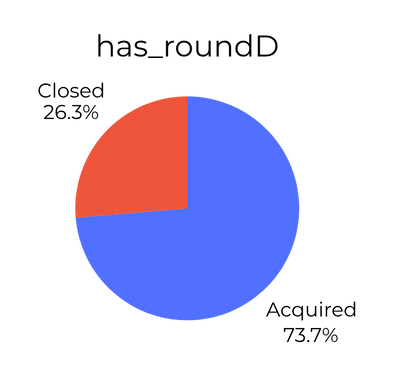 has_roundD
Closed
26.3%
Acquired
73.7%